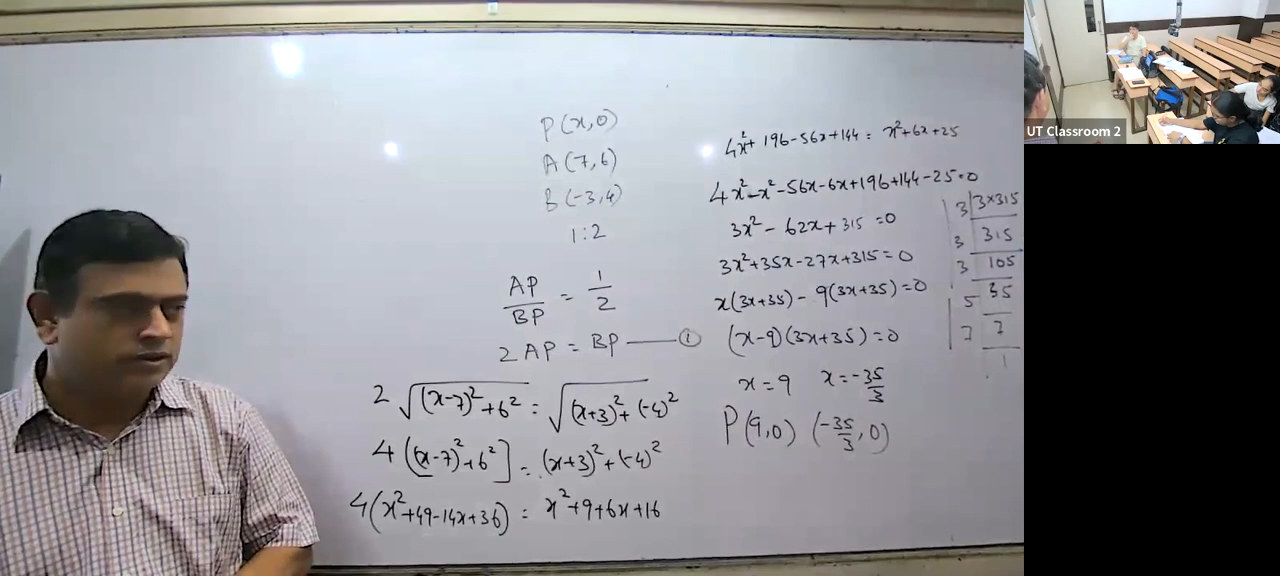 P(x,0)
A(7,6)
B(-3,4)
1:2
AP/BP = 1/2
2AP = BP —— ①
2√((x-7)²+6²) = √((x+3)²+(-4)²)
4[(x-7)²+6²] = (x+3)²+(-4)²
4(x²+49-14x+36) = x²+9+6x+16
4x²+196-56x+144 = x²+6x+25
4x²-x²-56x-6x+196+144-25=0
3x²-62x+315=0
3x²+35x-27x+315=0
x(3x+35)-9(3x+35)=0
(x-9)(3x+35)=0
x=9 x=-35/3
P(9,0) (-35/3,0)
3|3×315
3 315
3 105
5 35
7 7
1
UT Classroom 2